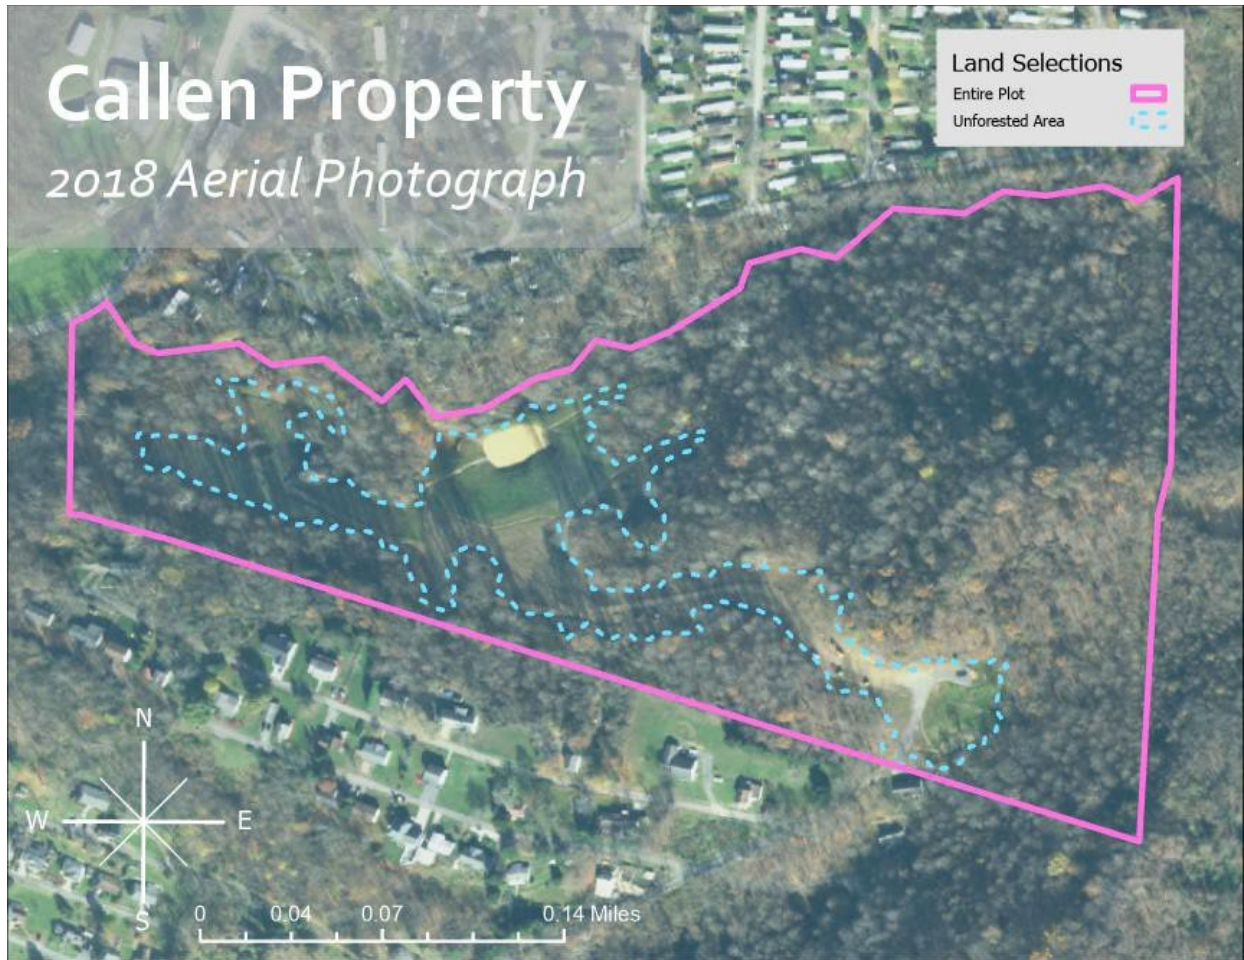 Callen Property
2018 Aerial Photograph
Land Selections
Entire Plot
Unforested Area
N
W E
S
0 0.04 0.07 0.14 Miles